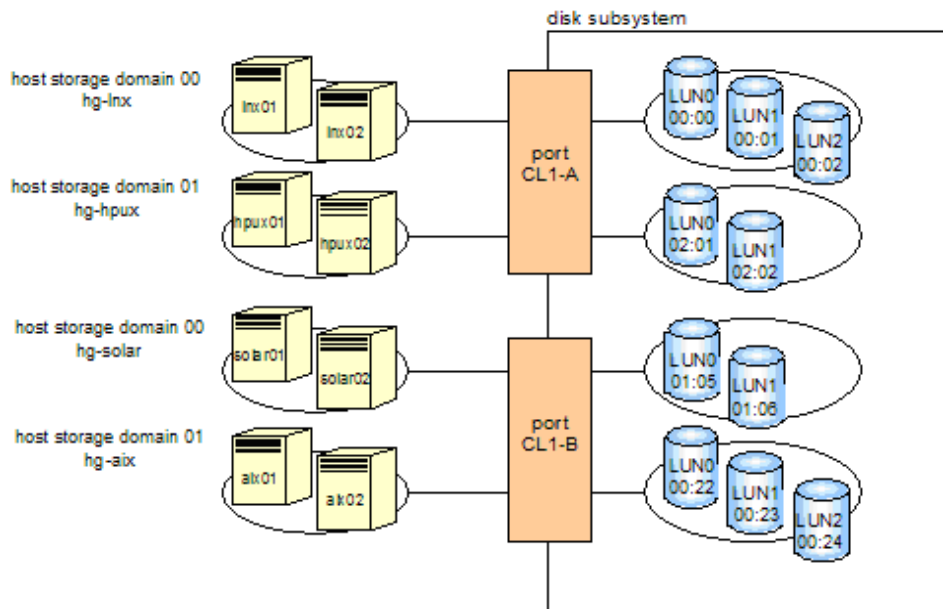 disk subsystem
host storage domain 00
hg-lnx
lnx01
lnx02
port
CL1-A
LUN0
00:00
LUN1
00:01
LUN2
00:02
host storage domain 01
hg-hpux
hpux01
hpux02
LUN0
02:01
LUN1
02:02
host storage domain 00
hg-solar
solar01
solar02
port
CL1-B
LUN0
01:05
LUN1
01:06
host storage domain 01
hg-aix
aix01
aix02
LUN0
00:22
LUN1
00:23
LUN2
00:24